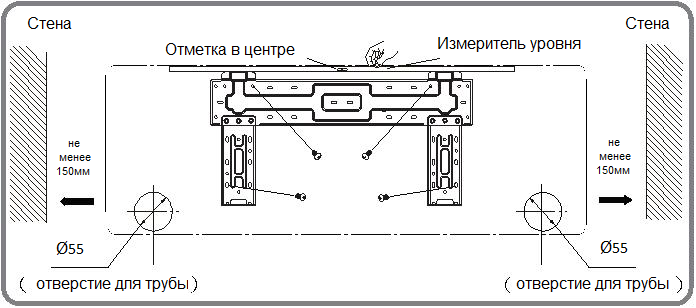 Стена
Стена
Отметка в центре
Измеритель уровня
не
менее
150мм
не
менее
150мм
Ø55
Ø55
( отверстие для трубы)
( отверстие для трубы )